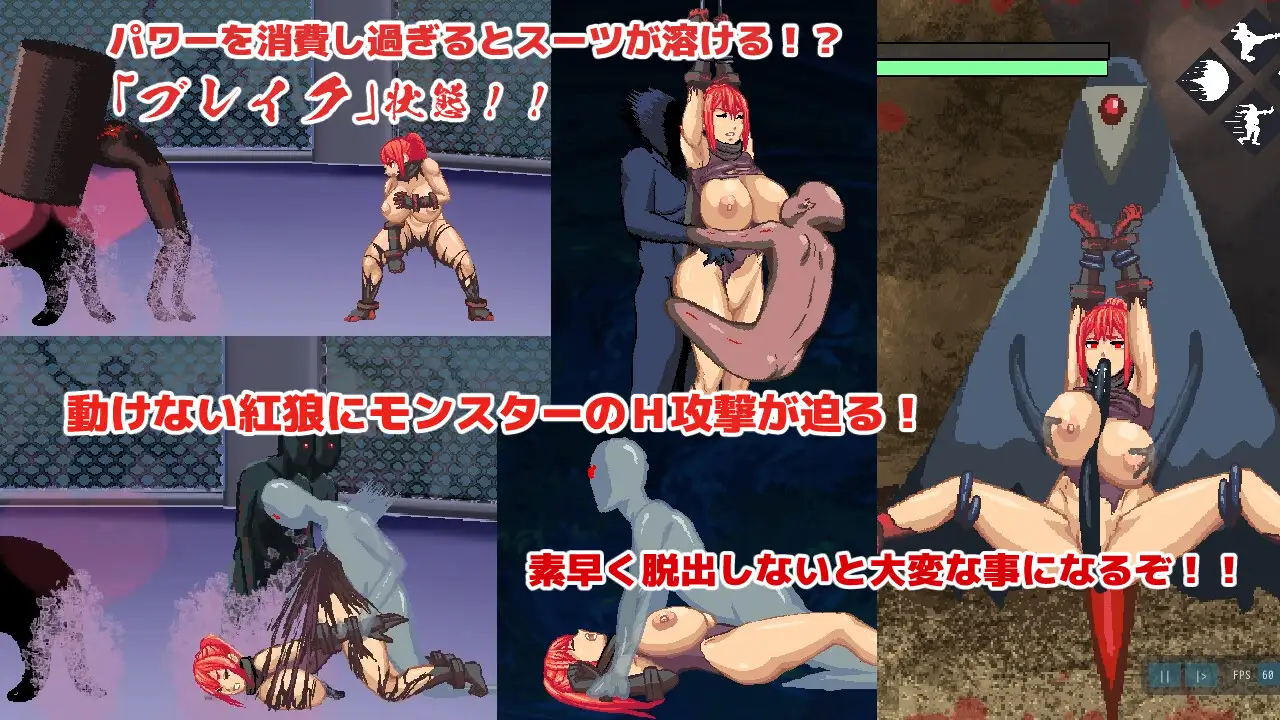 パワーを消費し過ぎるとスーツが溶ける！？
「ブレイク」状態！！
動けない紅狼にモンスターのH攻撃が迫る！
素早く脱出しないと大変な事になるぞ！！
FPS 60